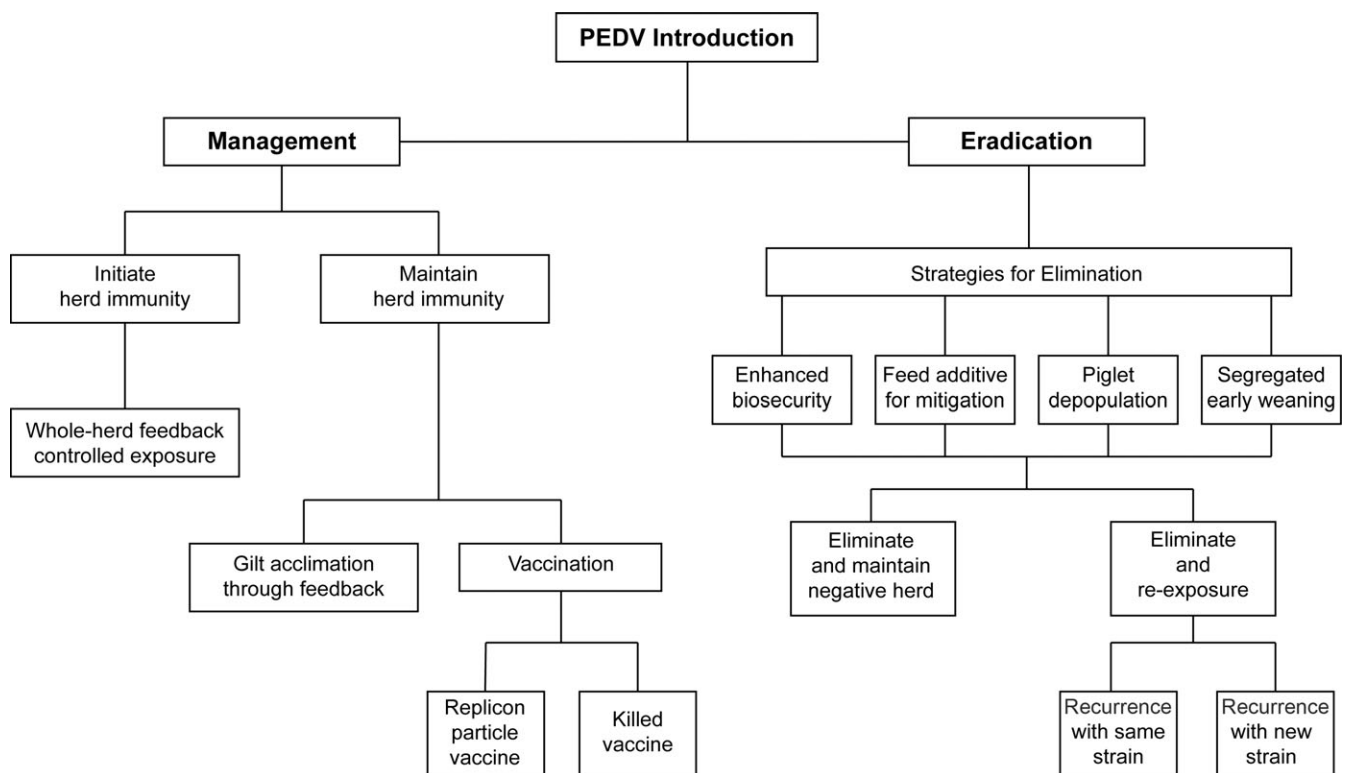 PEDV Introduction
Management
Eradication
Initiate
herd immunity
Maintain
herd immunity
Strategies for Elimination
Enhanced
biosecurity
Feed additive
for mitigation
Piglet
depopulation
Segregated
early weaning
Whole-herd feedback
controlled exposure
Gilt acclimation
through feedback
Vaccination
Eliminate
and maintain
negative herd
Eliminate
and
re-exposure
Replicon
particle
vaccine
Killed
vaccine
Recurrence
with same
strain
Recurrence
with new
strain